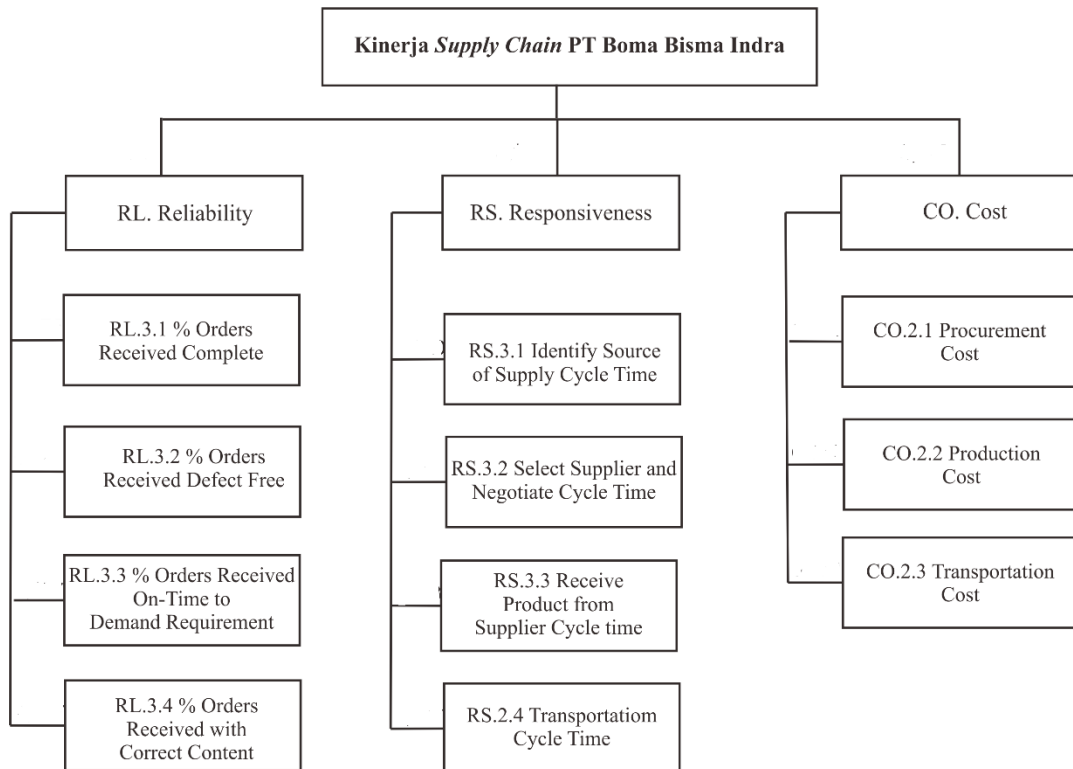 Kinerja Supply Chain PT Boma Bisma Indra
RL. Reliability
RL.3.1 % Orders
Received Complete
RL.3.2 % Orders
Received Defect Free
RL.3.3 % Orders Received
On-Time to
Demand Requirement
RL.3.4 % Orders
Received with
Correct Content
RS. Responsiveness
RS.3.1 Identify Source
of Supply Cycle Time
RS.3.2 Select Supplier and
Negotiate Cycle Time
RS.3.3 Receive
Product from
Supplier Cycle time
RS.2.4 Transportatiom
Cycle Time
CO. Cost
CO.2.1 Procurement
Cost
CO.2.2 Production
Cost
CO.2.3 Transportation
Cost